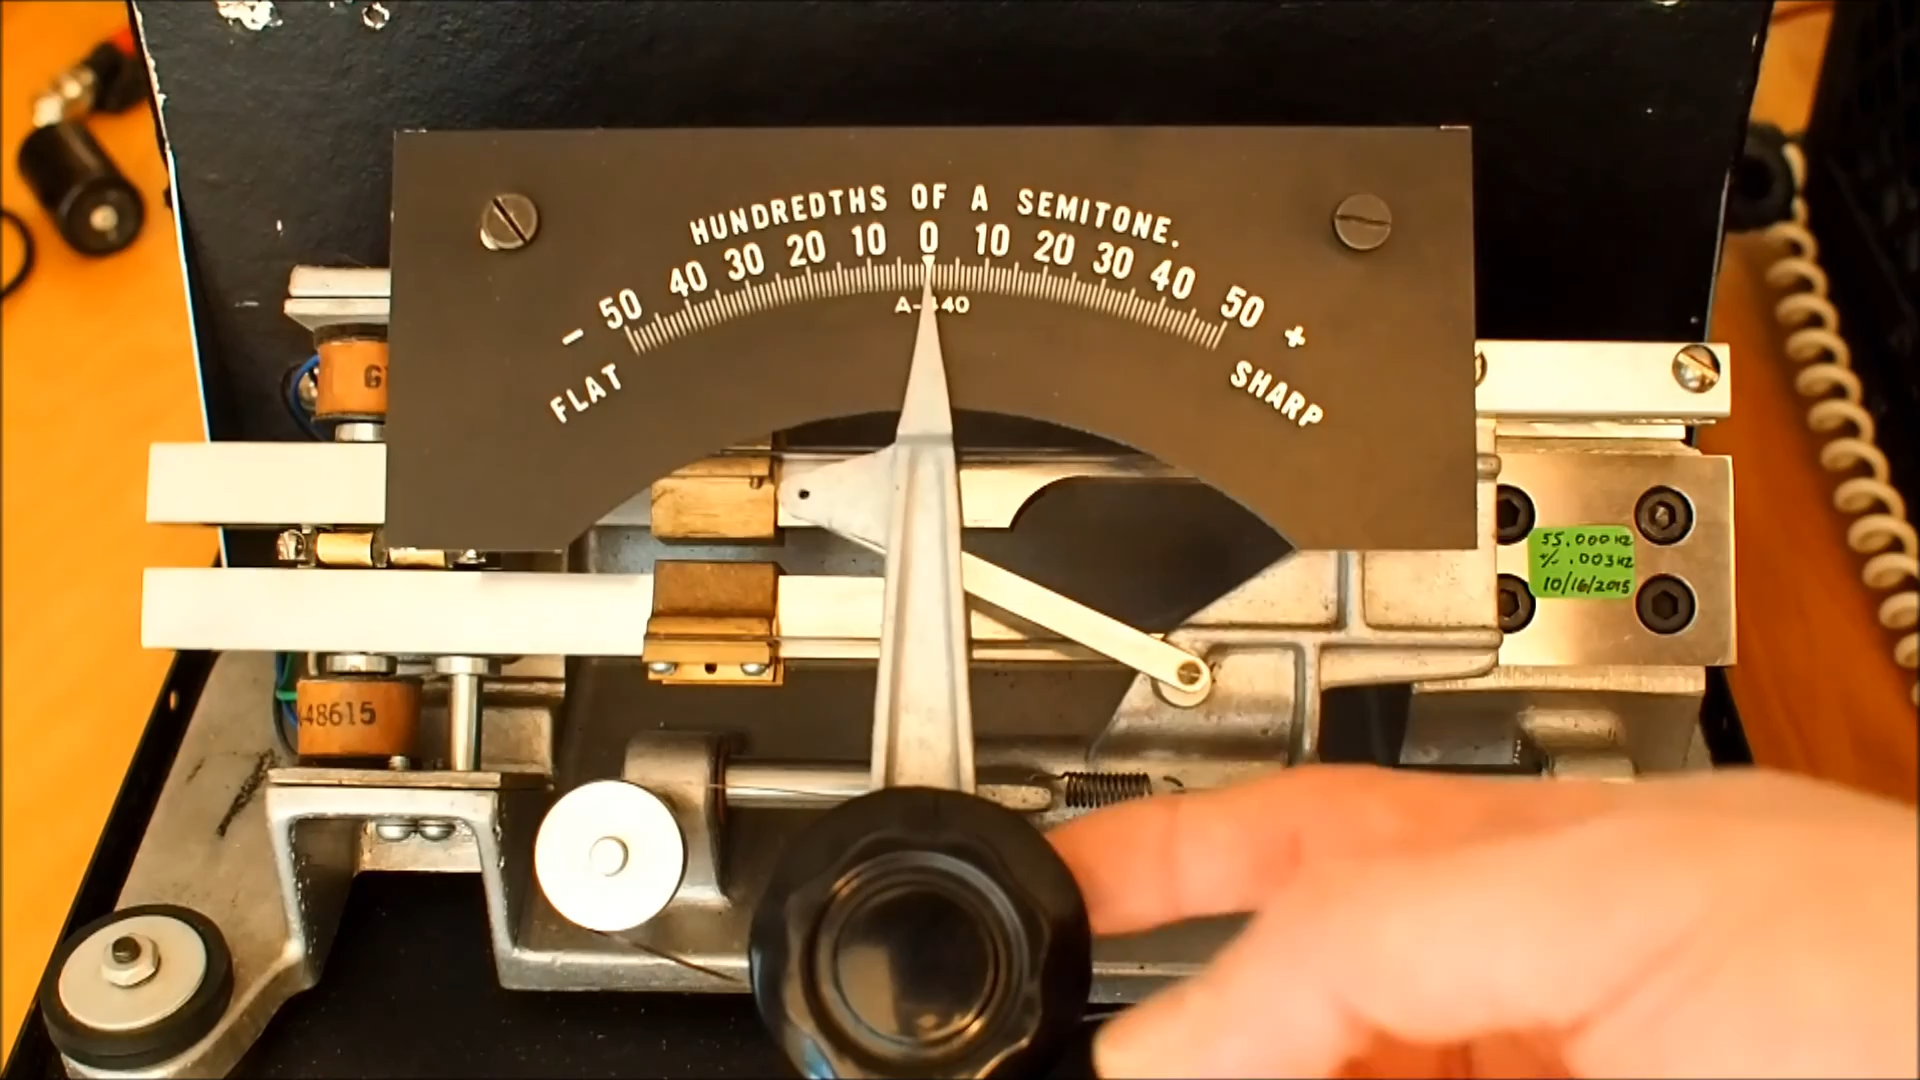 HUNDREDTHS OF A SEMITONE.
- 50 40 30 20 10 0 10 20 30 40 50 +
FLAT SHARP
55.000 HZ
+/- .003 HZ
10/16/2015
48615